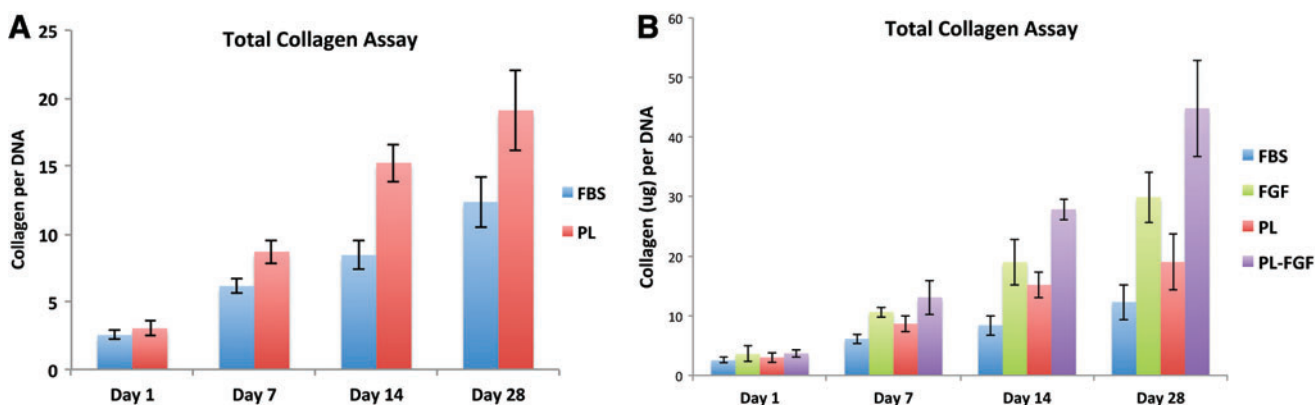 A
Total Collagen Assay
Collagen per DNA
25
20
15
10
5
0
Day 1 Day 7 Day 14 Day 28
FBS
PL
B
Total Collagen Assay
Collagen (ug) per DNA
60
50
40
30
20
10
0
Day 1 Day 7 Day 14 Day 28
FBS
FGF
PL
PL-FGF